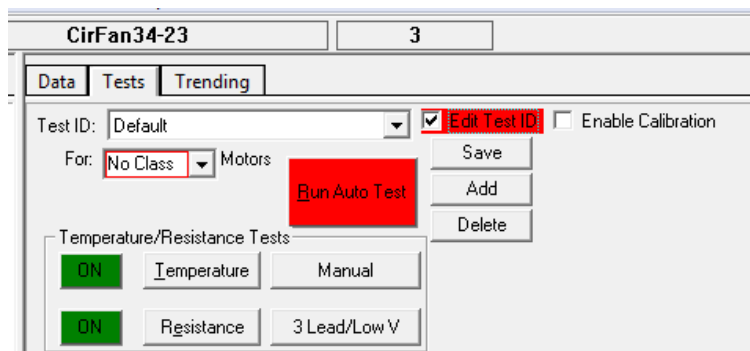 CirFan34-23 3
Data Tests Trending
Test ID: Default Edit Test ID Enable Calibration
For: No Class Motors Save
Run Auto Test Add
Delete
Temperature/Resistance Tests
ON Temperature Manual
ON Resistance 3 Lead/Low V